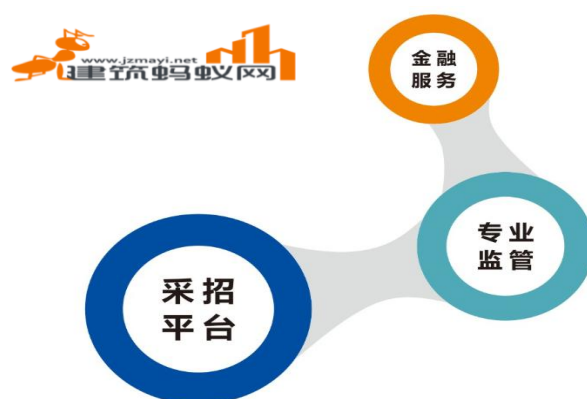 www.jzmayi.net
建筑蚂蚁网
金融
服务
专业
监管
采招
平台